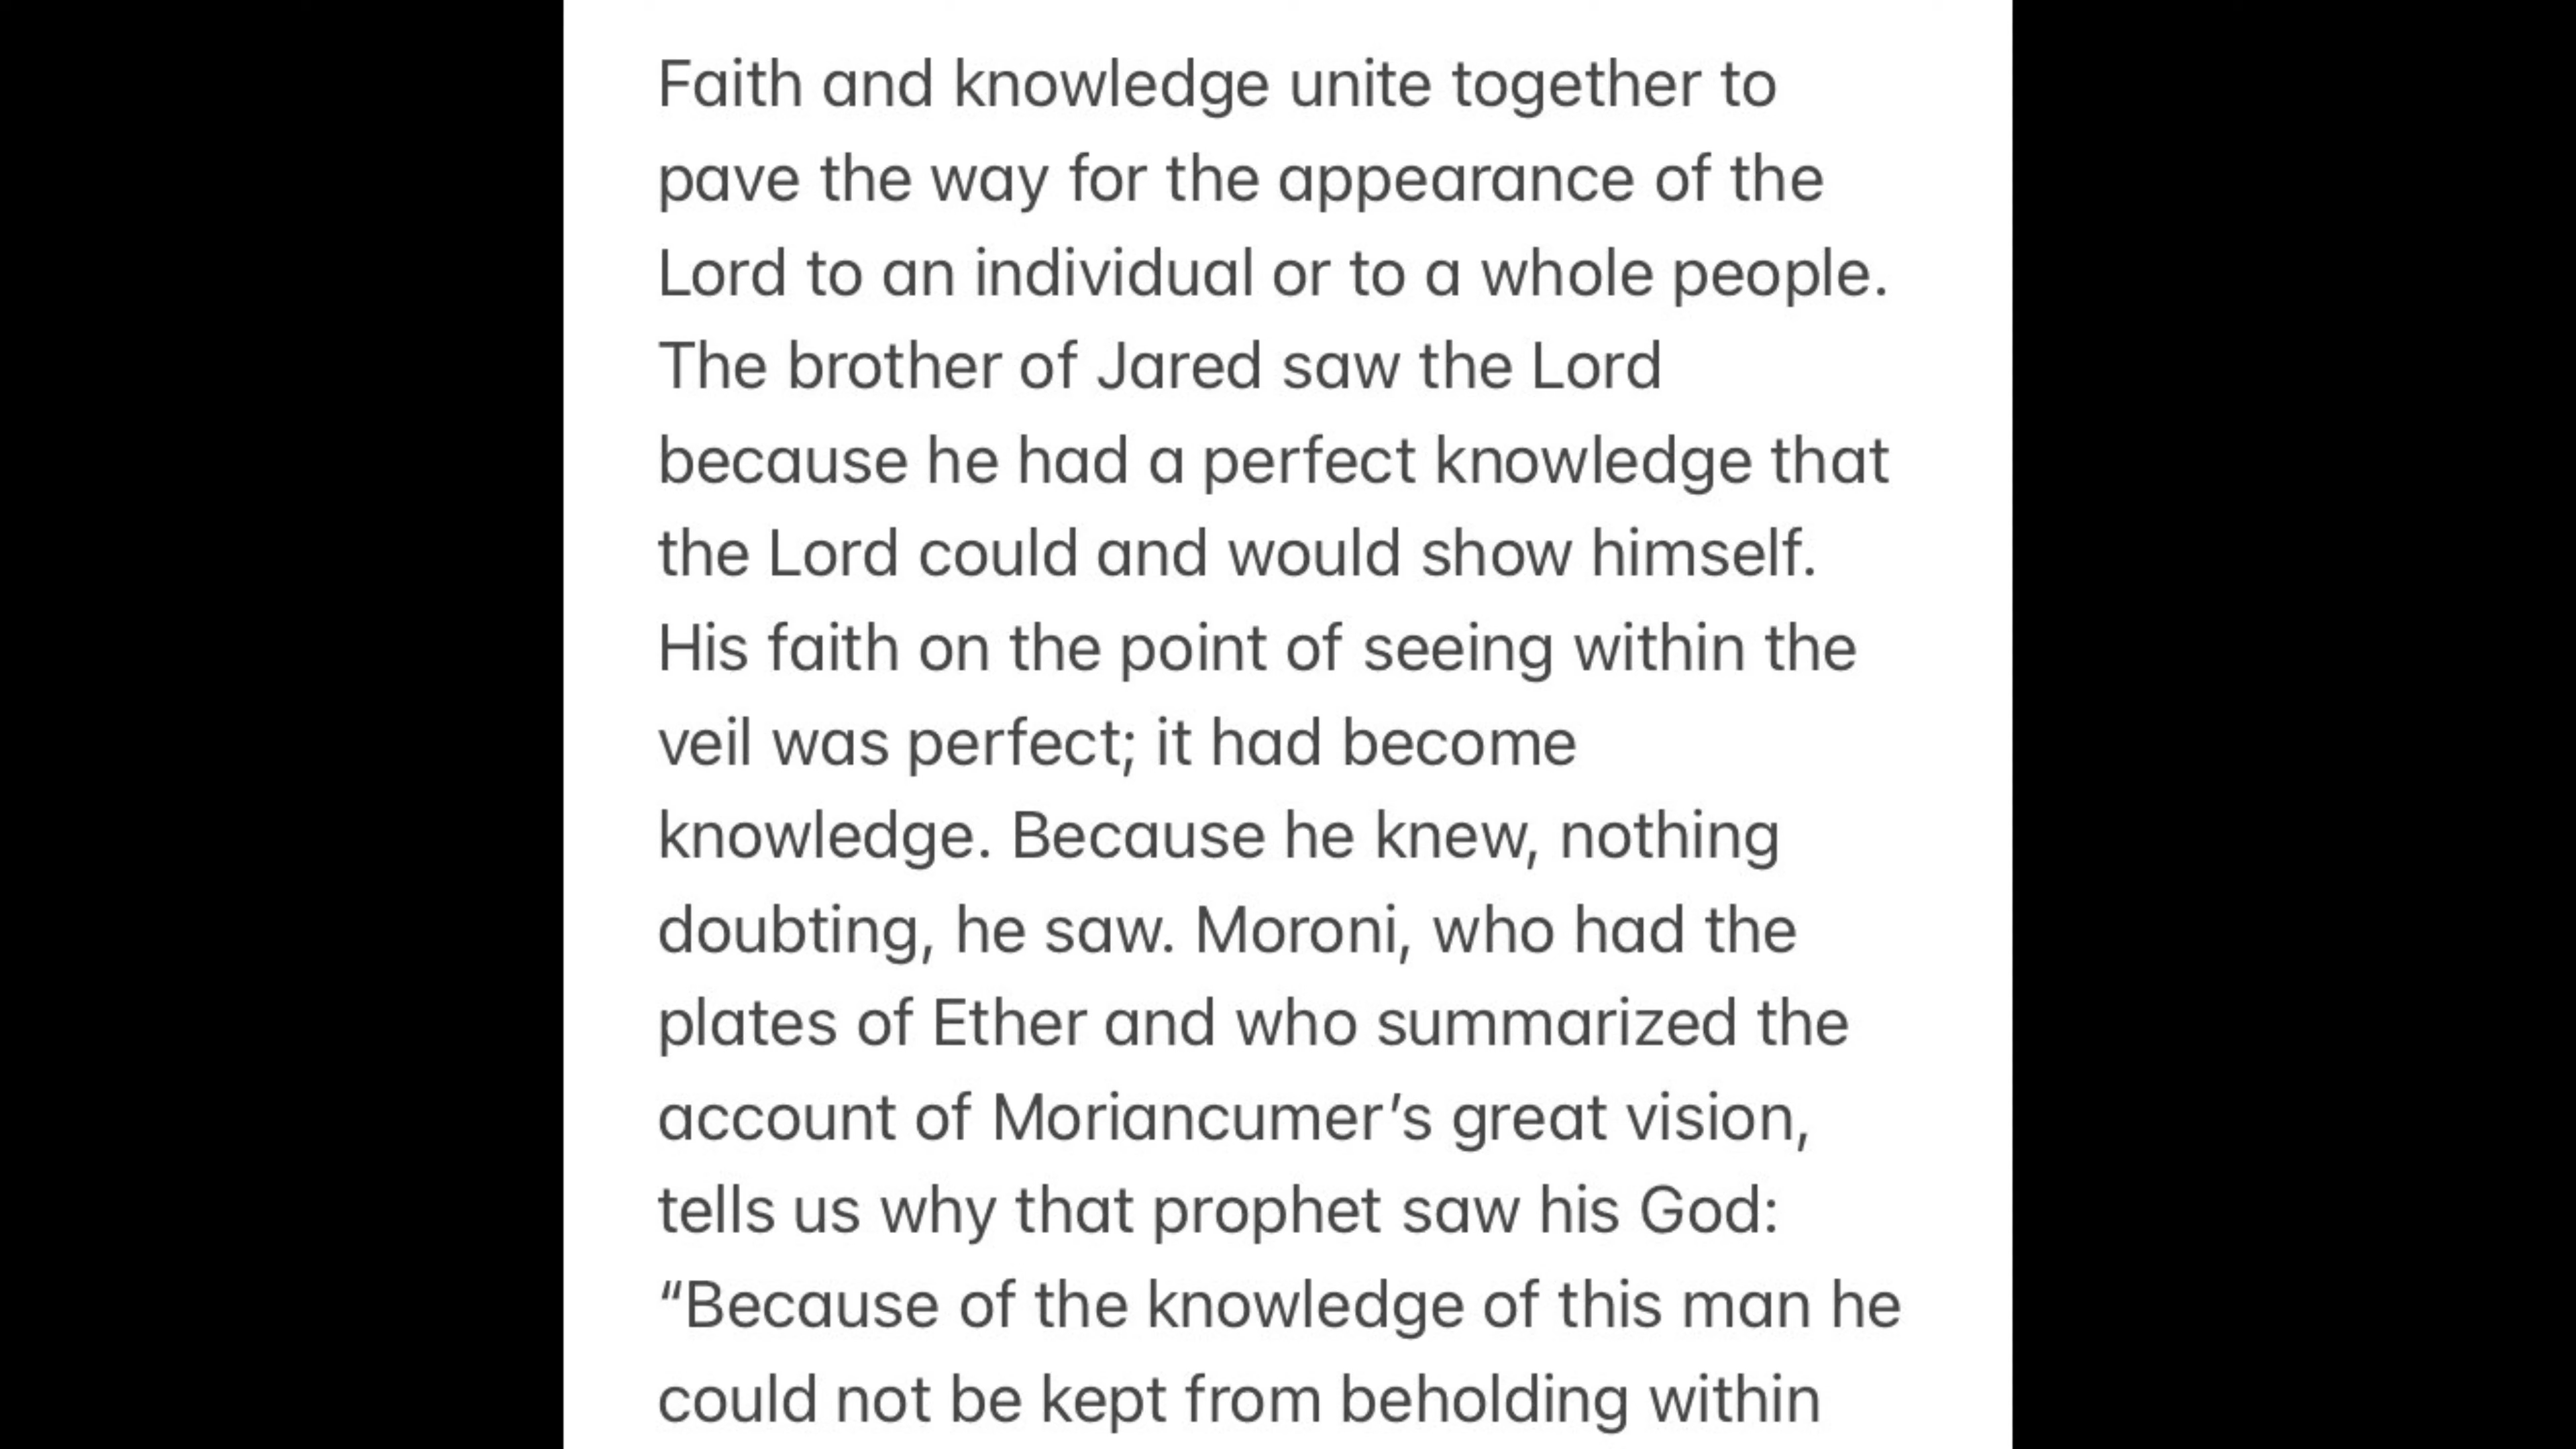 Faith and knowledge unite together to
pave the way for the appearance of the
Lord to an individual or to a whole people.
The brother of Jared saw the Lord
because he had a perfect knowledge that
the Lord could and would show himself.
His faith on the point of seeing within the
veil was perfect; it had become
knowledge. Because he knew, nothing
doubting, he saw. Moroni, who had the
plates of Ether and who summarized the
account of Moriancumer’s great vision,
tells us why that prophet saw his God:
“Because of the knowledge of this man he
could not be kept from beholding within